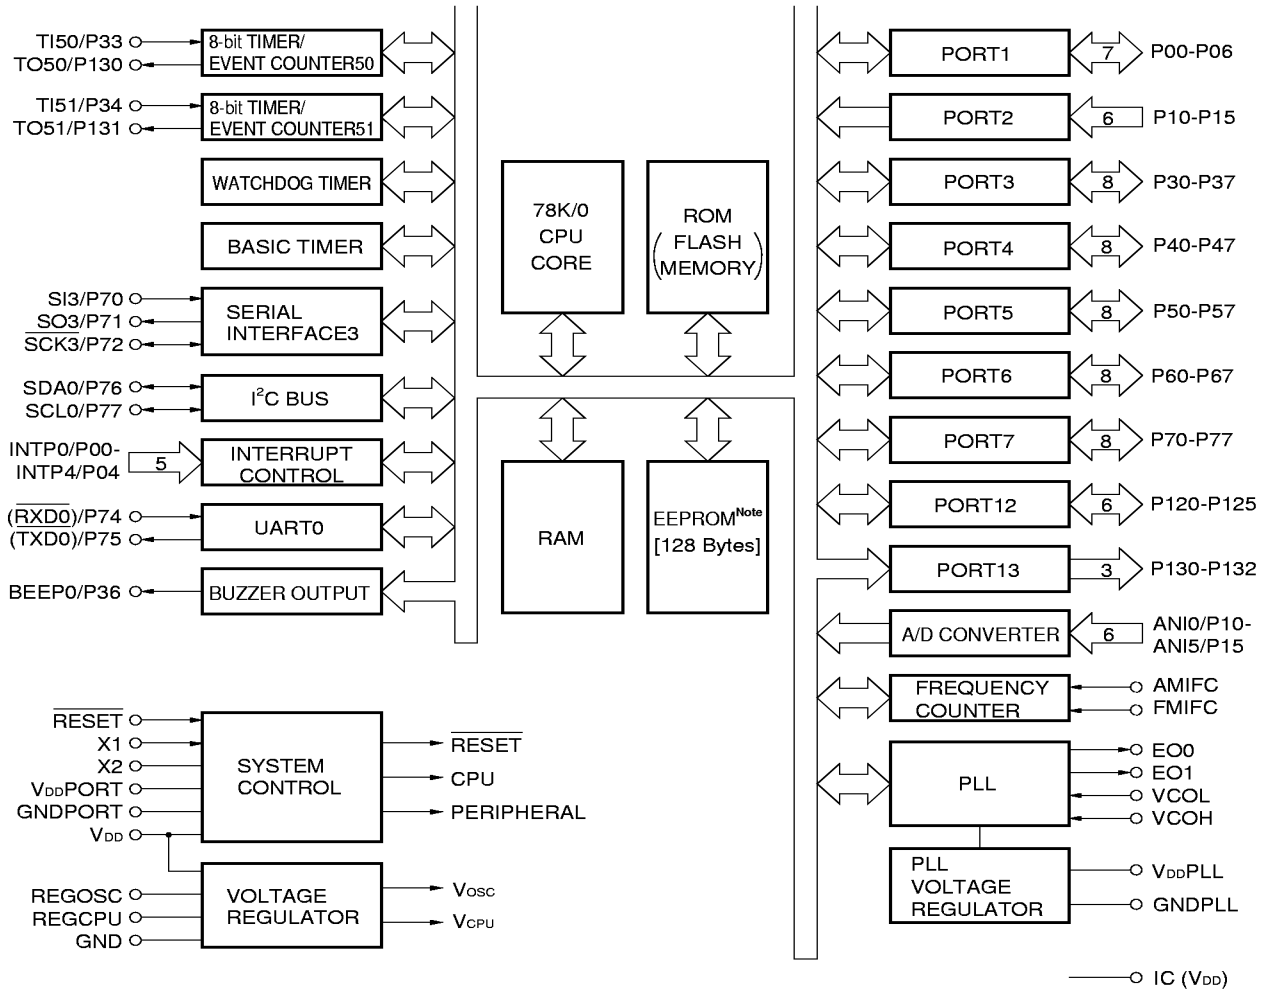 TI50/P33
TO50/P130
8-bit TIMER/
EVENT COUNTER50
TI51/P34
TO51/P131
8-bit TIMER/
EVENT COUNTER51
WATCHDOG TIMER
BASIC TIMER
SI3/P70
SO3/P71
SCK3/P72
SERIAL
INTERFACE3
SDA0/P76
SCL0/P77
I²C BUS
INTP0/P00-
INTP4/P04
5
INTERRUPT
CONTROL
(RXD0)/P74
(TXD0)/P75
UART0
BEEP0/P36
BUZZER OUTPUT
RESET
X1
X2
VDDPORT
GNDPORT
VDD
SYSTEM
CONTROL
RESET
CPU
PERIPHERAL
REGOSC
REGCPU
GND
VOLTAGE
REGULATOR
VOSC
VCPU
78K/0
CPU
CORE
ROM
(FLASH
MEMORY)
RAM
EEPROMNote
[128 Bytes]
PORT1
7
P00-P06
PORT2
6
P10-P15
PORT3
8
P30-P37
PORT4
8
P40-P47
PORT5
8
P50-P57
PORT6
8
P60-P67
PORT7
8
P70-P77
PORT12
6
P120-P125
PORT13
3
P130-P132
A/D CONVERTER
6
ANI0/P10-
ANI5/P15
FREQUENCY
COUNTER
AMIFC
FMIFC
PLL
EO0
EO1
VCOL
VCOH
PLL
VOLTAGE
REGULATOR
VDDPLL
GNDPLL
IC (VDD)